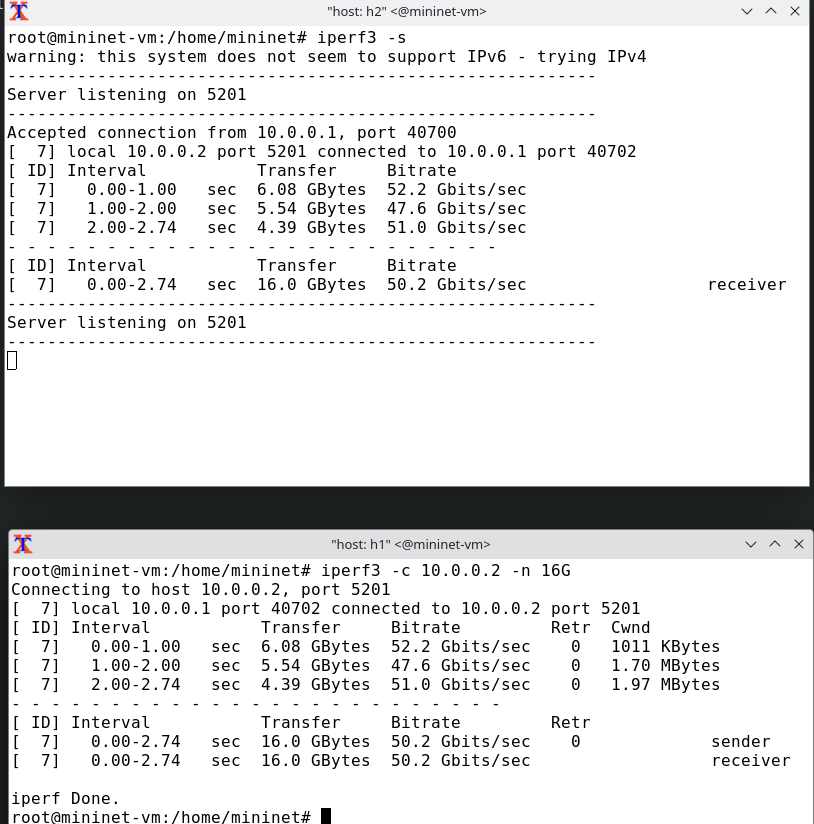 "host: h2" <@mininet-vm>
root@mininet-vm:/home/mininet# iperf3 -s
warning: this system does not seem to support IPv6 - trying IPv4
-----------------------------------------------------------
Server listening on 5201
-----------------------------------------------------------
Accepted connection from 10.0.0.1, port 40700
[  7] local 10.0.0.2 port 5201 connected to 10.0.0.1 port 40702
[ ID] Interval           Transfer     Bitrate
[  7]   0.00-1.00   sec  6.08 GBytes  52.2 Gbits/sec
[  7]   1.00-2.00   sec  5.54 GBytes  47.6 Gbits/sec
[  7]   2.00-2.74   sec  4.39 GBytes  51.0 Gbits/sec
- - - - - - - - - - - - - - - - - - - - - - - - -
[ ID] Interval           Transfer     Bitrate
[  7]   0.00-2.74   sec  16.0 GBytes  50.2 Gbits/sec                  receiver
-----------------------------------------------------------
Server listening on 5201
-----------------------------------------------------------
"host: h1" <@mininet-vm>
root@mininet-vm:/home/mininet# iperf3 -c 10.0.0.2 -n 16G
Connecting to host 10.0.0.2, port 5201
[  7] local 10.0.0.1 port 40702 connected to 10.0.0.2 port 5201
[ ID] Interval           Transfer     Bitrate         Retr  Cwnd
[  7]   0.00-1.00   sec  6.08 GBytes  52.2 Gbits/sec    0   1011 KBytes
[  7]   1.00-2.00   sec  5.54 GBytes  47.6 Gbits/sec    0   1.70 MBytes
[  7]   2.00-2.74   sec  4.39 GBytes  51.0 Gbits/sec    0   1.97 MBytes
- - - - - - - - - - - - - - - - - - - - - - - - -
[ ID] Interval           Transfer     Bitrate         Retr
[  7]   0.00-2.74   sec  16.0 GBytes  50.2 Gbits/sec    0             sender
[  7]   0.00-2.74   sec  16.0 GBytes  50.2 Gbits/sec                  receiver
iperf Done.
root@mininet-vm:/home/mininet#